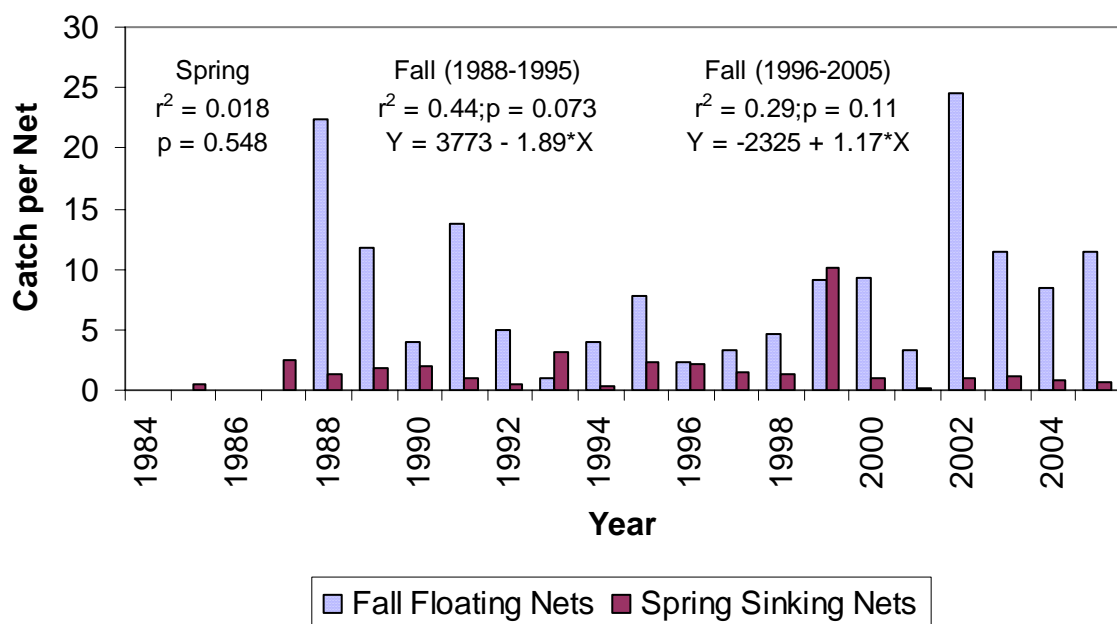 30
25
20
15
10
5
0
Catch per Net
Spring
r² = 0.018
p = 0.548
Fall (1988-1995)
r² = 0.44;p = 0.073
Y = 3773 - 1.89*X
Fall (1996-2005)
r² = 0.29;p = 0.11
Y = -2325 + 1.17*X
1984
1986
1988
1990
1992
1994
1996
1998
2000
2002
2004
Year
Fall Floating Nets
Spring Sinking Nets